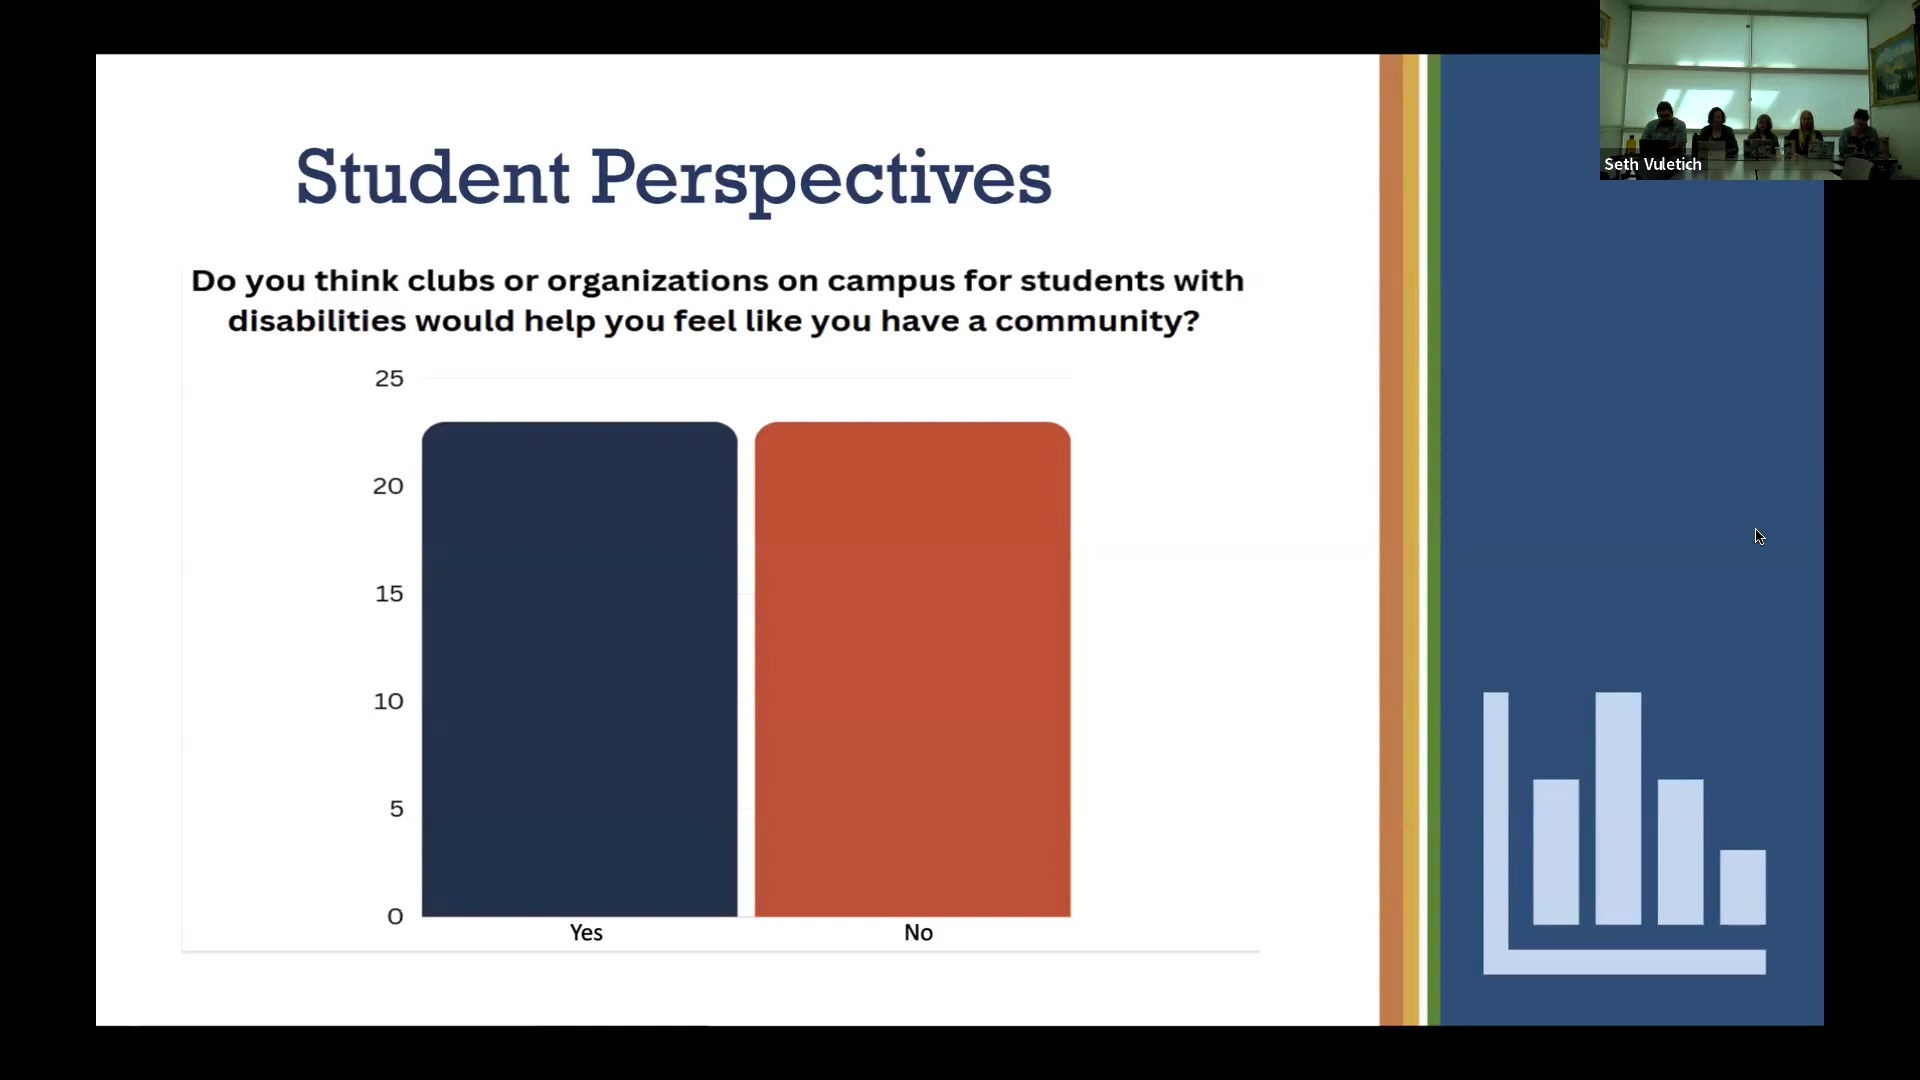 Student Perspectives
Do you think clubs or organizations on campus for students with
disabilities would help you feel like you have a community?
25
20
15
10
5
0
Yes
No
Seth Vuletich